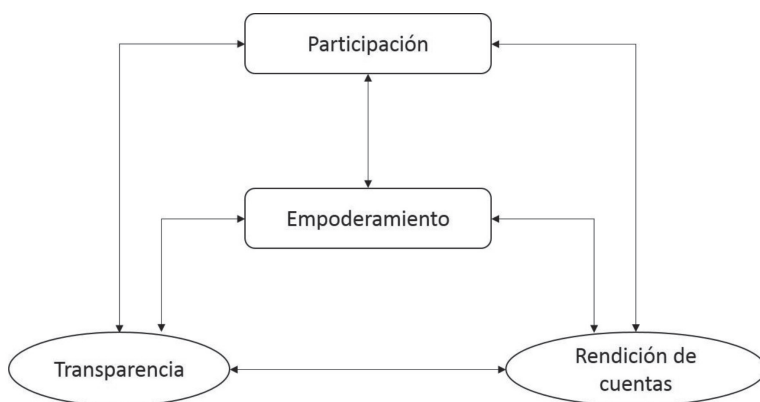 Participación
Empoderamiento
Transparencia
Rendición de
cuentas